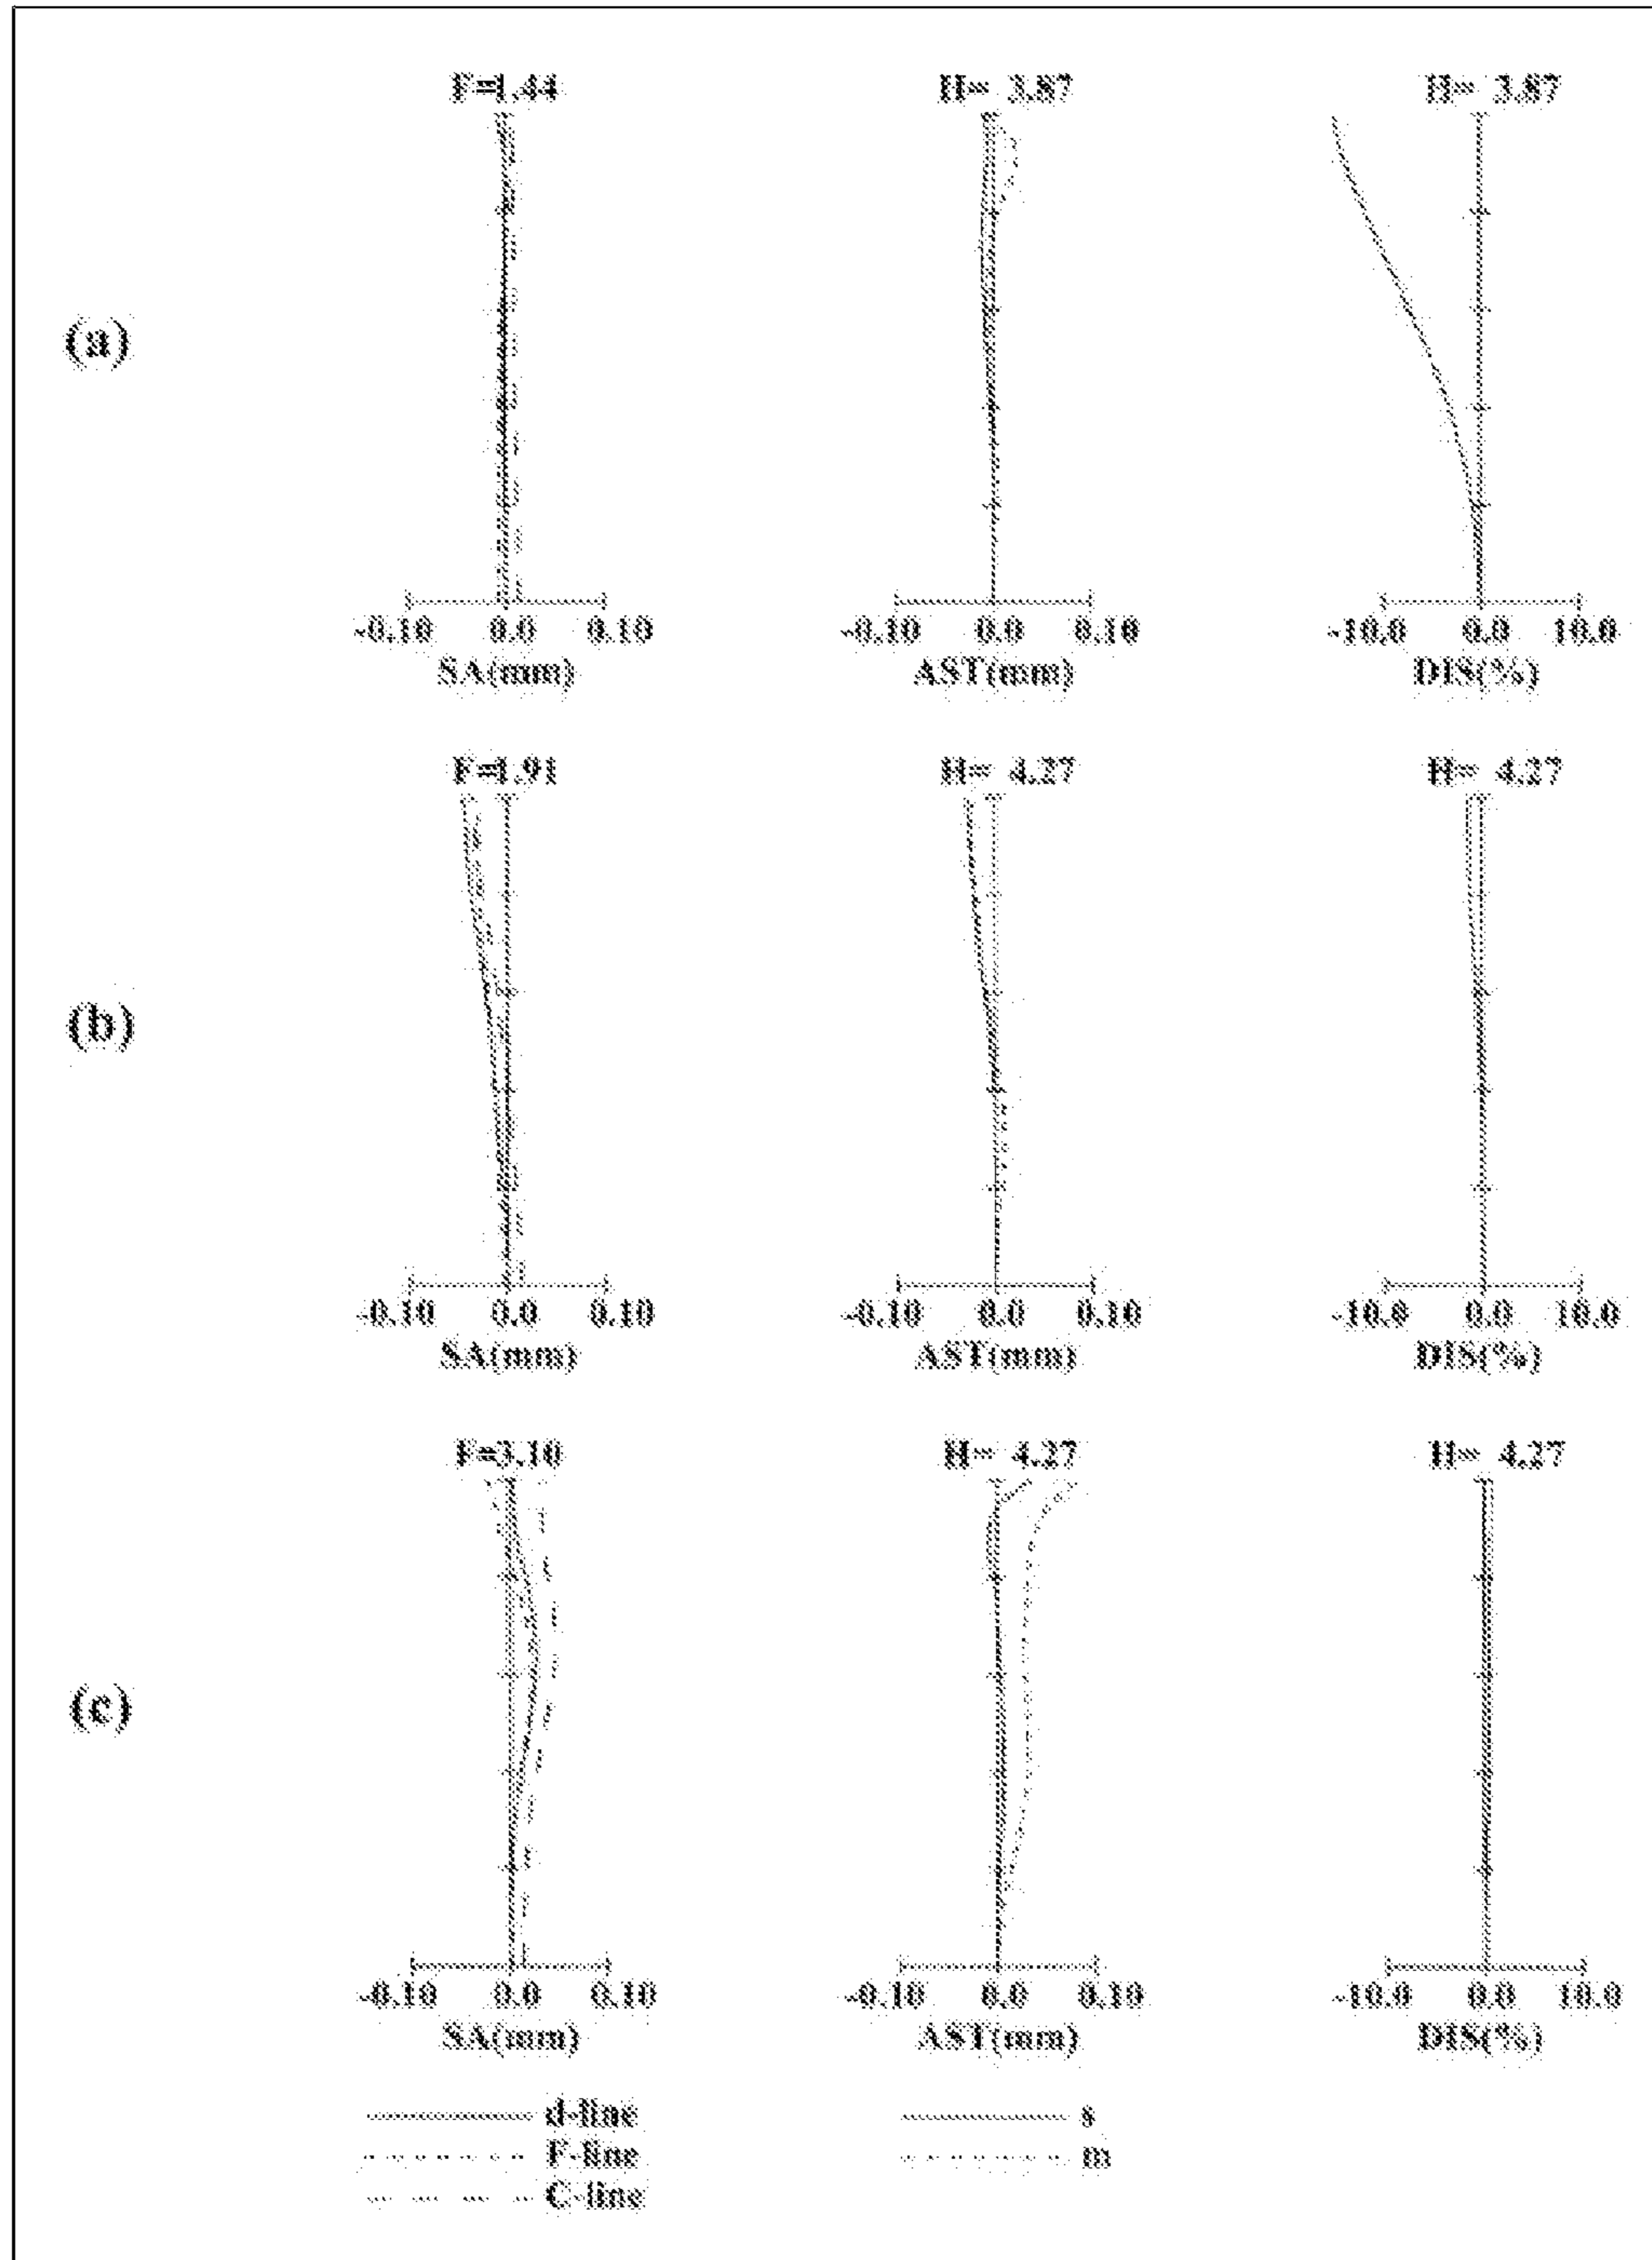 F=1.44 H= 3.87 H= 3.87
(a)
-0.10 0.0 0.10 -0.10 0.0 0.10 -10.0 0.0 10.0
SA(mm) AST(mm) DIS(%)
F=1.91 H= 4.27 H= 4.27
(b)
-0.10 0.0 0.10 -0.10 0.0 0.10 -10.0 0.0 10.0
SA(mm) AST(mm) DIS(%)
F=3.10 H= 4.27 H= 4.27
(c)
-0.10 0.0 0.10 -0.10 0.0 0.10 -10.0 0.0 10.0
SA(mm) AST(mm) DIS(%)
d-line s
F-line m
C-line